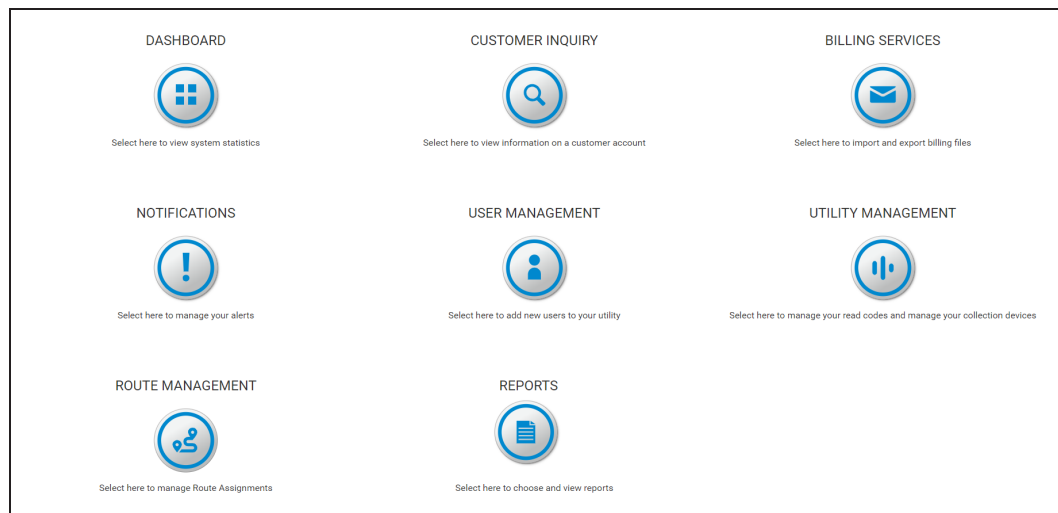 DASHBOARD
CUSTOMER INQUIRY
BILLING SERVICES
Select here to view system statistics
Select here to view information on a customer account
Select here to import and export billing files
NOTIFICATIONS
USER MANAGEMENT
UTILITY MANAGEMENT
Select here to manage your alerts
Select here to add new users to your utility
Select here to manage your read codes and manage your collection devices
ROUTE MANAGEMENT
REPORTS
Select here to manage Route Assignments
Select here to choose and view reports